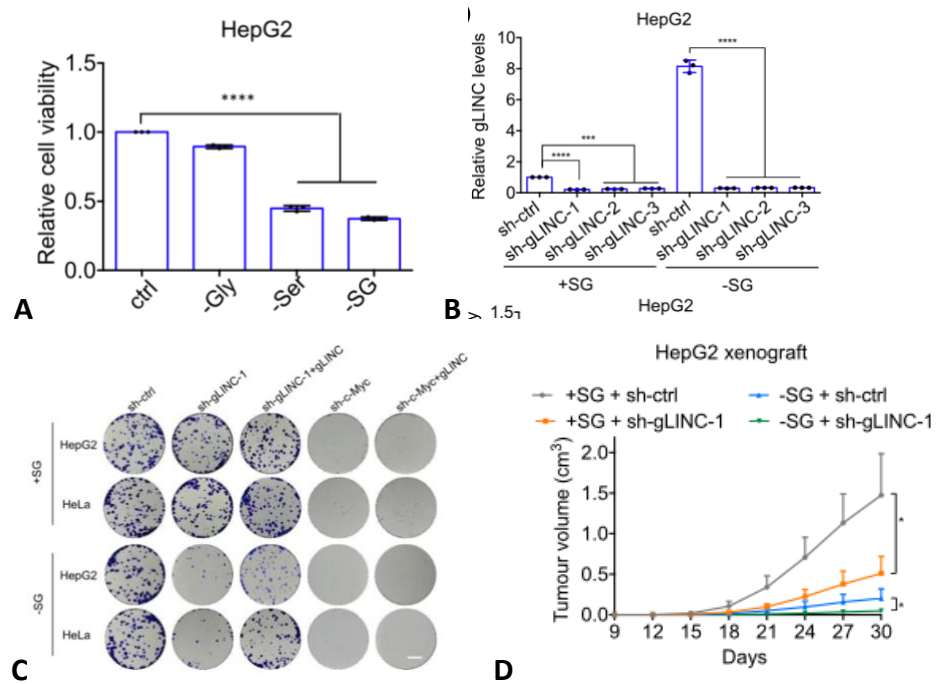 HepG2
Relative cell viability
1.5
1.0
0.5
0.0
****
ctrl
-Gly
-Ser
-SG
A
HepG2
Relative gLINC levels
10
8
6
4
2
0
****
***
****
sh-ctrl
sh-gLINC-1
sh-gLINC-2
sh-gLINC-3
sh-ctrl
sh-gLINC-1
sh-gLINC-2
sh-gLINC-3
+SG
-SG
HepG2
B
y 1.5
sh-ctrl
sh-gLINC-1
sh-gLINC-1+gLINC
sh-c-Myc
sh-c-Myc+gLINC
+SG
HepG2
HeLa
-SG
HepG2
HeLa
C
HepG2 xenograft
+SG + sh-ctrl
-SG + sh-ctrl
+SG + sh-gLINC-1
-SG + sh-gLINC-1
Tumour volume (cm³)
2.0
1.5
1.0
0.5
0.0
*
*
9 12 15 18 21 24 27 30
Days
D